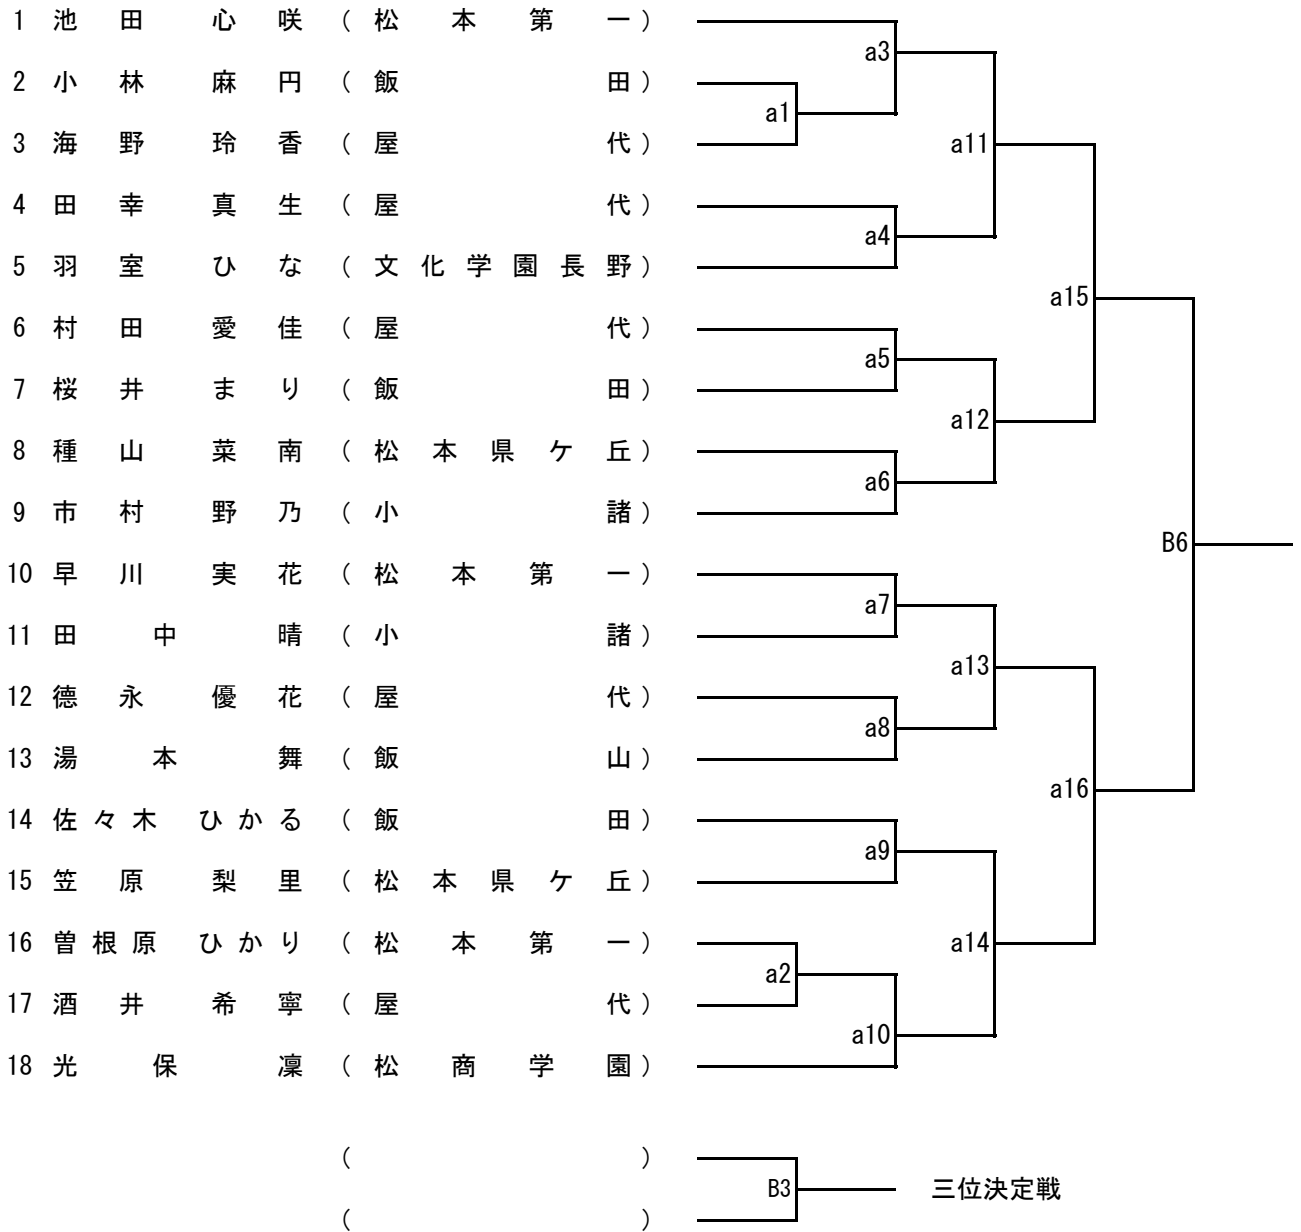 1 池田 心咲 (松本第一)
a3
2 小林 麻円 (飯田)
a1
3 海野 玲香 (屋代)
a11
4 田幸 真生 (屋代)
a4
5 羽室 ひな (文化学園長野)
a15
6 村田 愛佳 (屋代)
a5
7 桜井 まり (飯田)
a12
8 種山 菜南 (松本県ケ丘)
a6
9 市村 野乃 (小諸)
B6
10 早川 実花 (松本第一)
a7
11 田中 晴 (小諸)
a13
12 德永 優花 (屋代)
a8
13 湯本 舞 (飯山)
a16
14 佐々木 ひかる (飯田)
a9
15 笠原 梨里 (松本県ケ丘)
16 曽根原 ひかり (松本第一)
a14
a2
17 酒井 希寧 (屋代)
a10
18 光保 凜 (松商学園)
( )
B3 三位決定戦
( )